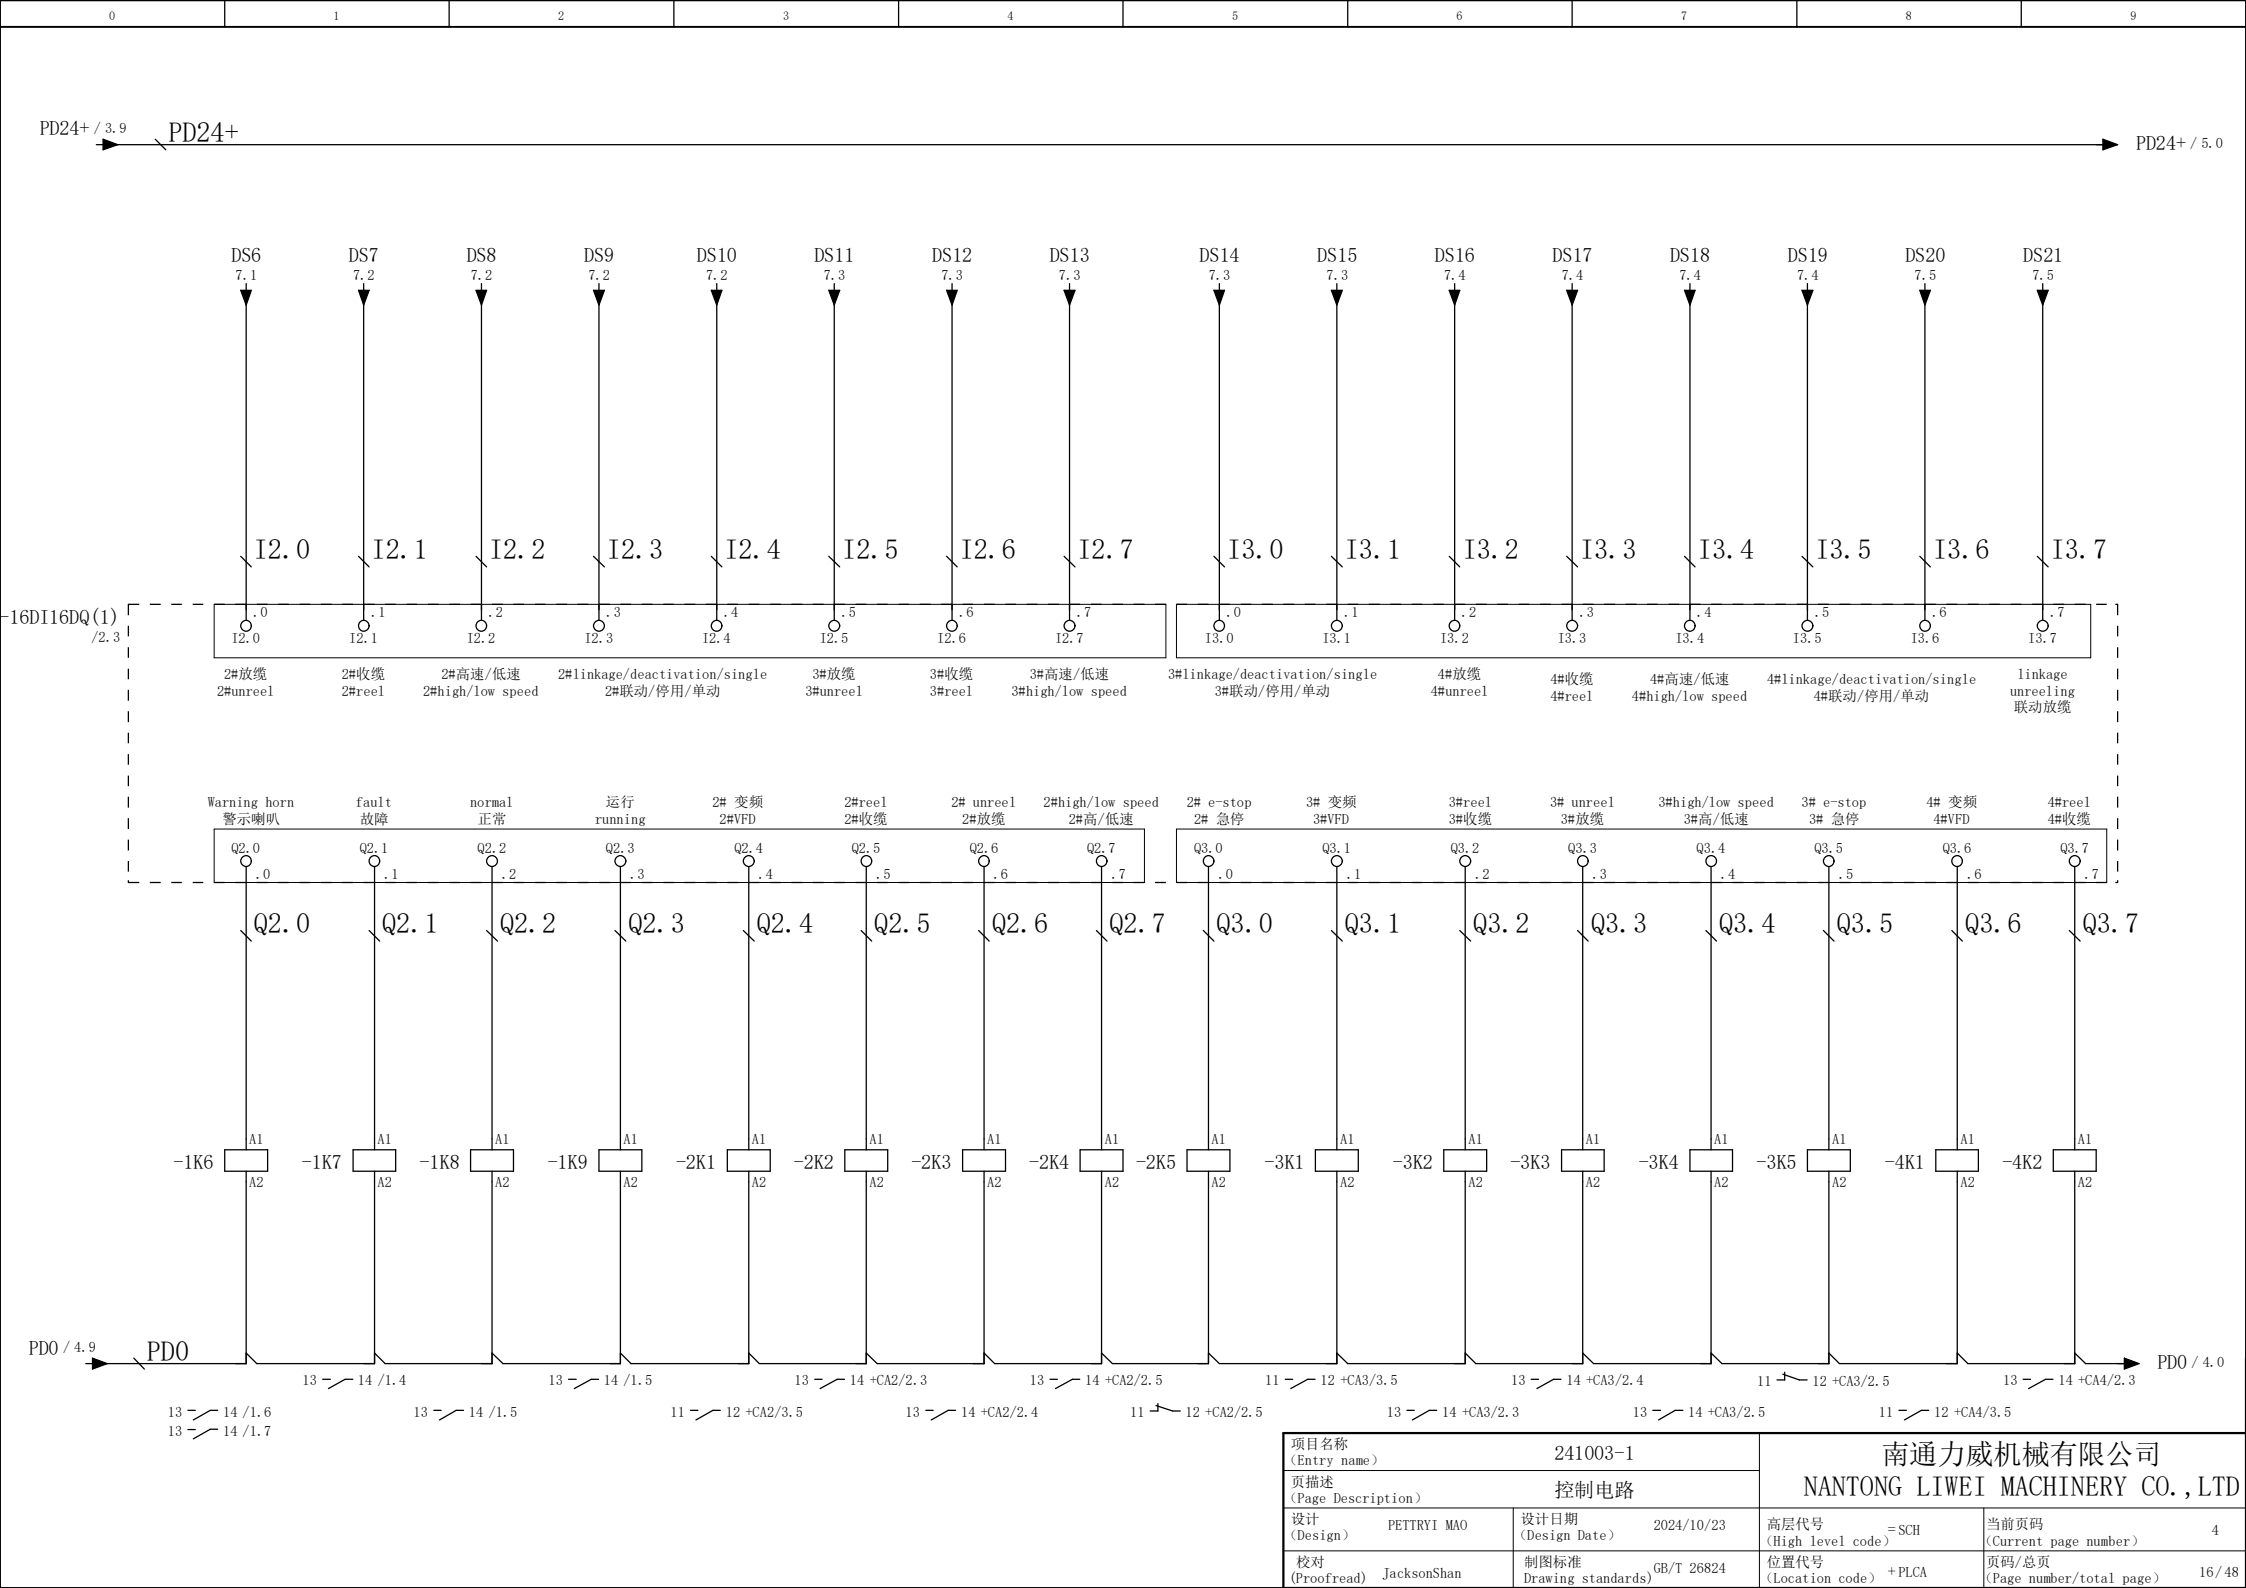 0 1 2 3 4 5 6 7 8 9
PD24+ / 3.9 PD24+ PD24+ / 5.0
DS6 DS7 DS8 DS9 DS10 DS11 DS12 DS13 DS14 DS15 DS16 DS17 DS18 DS19 DS20 DS21
7.1 7.2 7.2 7.2 7.2 7.3 7.3 7.3 7.3 7.3 7.4 7.4 7.4 7.4 7.5 7.5
I2.0 I2.1 I2.2 I2.3 I2.4 I2.5 I2.6 I2.7 I3.0 I3.1 I3.2 I3.3 I3.4 I3.5 I3.6 I3.7
-16DI16DQ(1) .0 .1 .2 .3 .4 .5 .6 .7 .0 .1 .2 .3 .4 .5 .6 .7
/2.3 I2.0 I2.1 I2.2 I2.3 I2.4 I2.5 I2.6 I2.7 I3.0 I3.1 I3.2 I3.3 I3.4 I3.5 I3.6 I3.7
2#放缆
2#unreel
2#收缆
2#reel
2#高速/低速
2#high/low speed
2#linkage/deactivation/single
2#联动/停用/单动
3#放缆
3#unreel
3#收缆
3#reel
3#高速/低速
3#high/low speed
3#linkage/deactivation/single
3#联动/停用/单动
4#放缆
4#unreel
4#收缆
4#reel
4#高速/低速
4#high/low speed
4#linkage/deactivation/single
4#联动/停用/单动
linkage
unreeling
联动放缆
Warning horn
警示喇叭
fault
故障
normal
正常
运行
running
2# 变频
2#VFD
2#reel
2#收缆
2# unreel
2#放缆
2#high/low speed
2#高/低速
2# e-stop
2# 急停
3# 变频
3#VFD
3#reel
3#收缆
3# unreel
3#放缆
3#high/low speed
3#高/低速
3# e-stop
3# 急停
4# 变频
4#VFD
4#reel
4#收缆
Q2.0 Q2.1 Q2.2 Q2.3 Q2.4 Q2.5 Q2.6 Q2.7 Q3.0 Q3.1 Q3.2 Q3.3 Q3.4 Q3.5 Q3.6 Q3.7
.0 .1 .2 .3 .4 .5 .6 .7 .0 .1 .2 .3 .4 .5 .6 .7
Q2.0 Q2.1 Q2.2 Q2.3 Q2.4 Q2.5 Q2.6 Q2.7 Q3.0 Q3.1 Q3.2 Q3.3 Q3.4 Q3.5 Q3.6 Q3.7
A1 A1 A1 A1 A1 A1 A1 A1 A1 A1 A1 A1 A1 A1 A1 A1
-1K6 -1K7 -1K8 -1K9 -2K1 -2K2 -2K3 -2K4 -2K5 -3K1 -3K2 -3K3 -3K4 -3K5 -4K1 -4K2
A2 A2 A2 A2 A2 A2 A2 A2 A2 A2 A2 A2 A2 A2 A2 A2
PD0 / 4.9 PD0 PD0 / 4.0
13 14 /1.4 13 14 /1.5 13 14 +CA2/2.3 13 14 +CA2/2.5 11 12 +CA3/3.5 13 14 +CA3/2.4 11 12 +CA3/2.5 13 14 +CA4/2.3
13 14 /1.6 13 14 /1.5 11 12 +CA2/3.5 13 14 +CA2/2.4 11 12 +CA2/2.5 13 14 +CA3/2.3 13 14 +CA3/2.5 11 12 +CA4/3.5
13 14 /1.7
项目名称
(Entry name)
241003-1
页描述
(Page Description)
控制电路
南通力威机械有限公司
NANTONG LIWEI MACHINERY CO.,LTD
设计
(Design)
PETTRYI MAO
设计日期
(Design Date)
2024/10/23
高层代号
(High level code)
=SCH
当前页码
(Current page number)
4
校对
(Proofread)
JacksonShan
制图标准
Drawing standards)
GB/T 26824
位置代号
(Location code)
+PLCA
页码/总页
(Page number/total page)
16/48